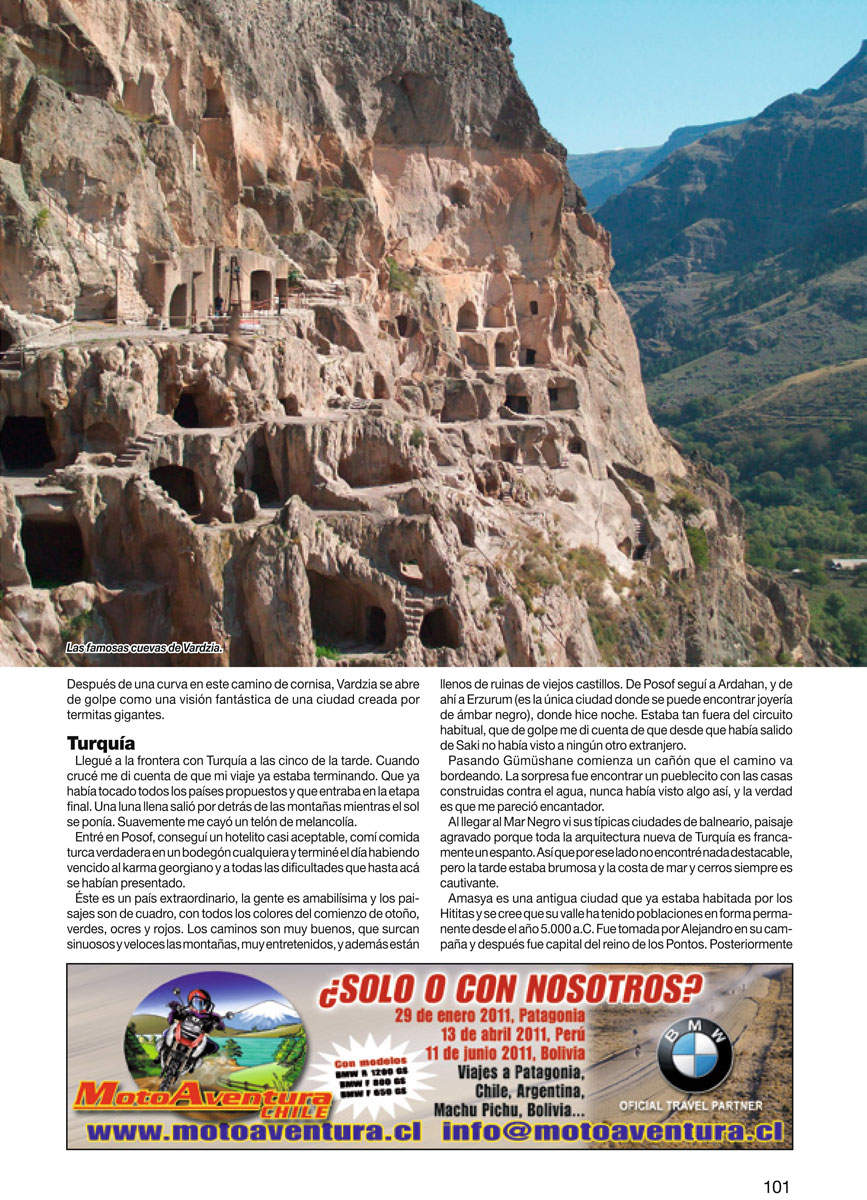 Las famosas cuevas de Vardzia.
Después de una curva en este camino de cornisa, Vardzia se abre
de golpe como una visión fantástica de una ciudad creada por
termitas gigantes.
Turquía
Llegué a la frontera con Turquía a las cinco de la tarde. Cuando
crucé me di cuenta de que mi viaje ya estaba terminando. Que ya
había tocado todos los países propuestos y que entraba en la etapa
final. Una luna llena salió por detrás de las montañas mientras el sol
se ponía. Suavemente me cayó un telón de melancolía.
Entré en Posof, conseguí un hotelito casi aceptable, comí comida
turca verdadera en un bodegón cualquiera y terminé el día habiendo
vencido al karma georgiano y a todas las dificultades que hasta acá
se habían presentado.
Éste es un país extraordinario, la gente es amabilísima y los pai-
sajes son de cuadro, con todos los colores del comienzo de otoño,
verdes, ocres y rojos. Los caminos son muy buenos, que surcan
sinuosos y veloces las montañas, muy entretenidos, y además están
llenos de ruinas de viejos castillos. De Posof seguí a Ardahan, y de
ahí a Erzurum (es la única ciudad donde se puede encontrar joyería
de ámbar negro), donde hice noche. Estaba tan fuera del circuito
habitual, que de golpe me di cuenta de que desde que había salido
de Saki no había visto a ningún otro extranjero.
Pasando Gümüshane comienza un cañón que el camino va
bordeando. La sorpresa fue encontrar un pueblecito con las casas
construidas contra el agua, nunca había visto algo así, y la verdad
es que me pareció encantador.
Al llegar al Mar Negro vi sus típicas ciudades de balneario, paisaje
agravado porque toda la arquitectura nueva de Turquía es franca-
mente un espanto. Así que por ese lado no encontré nada destacable,
pero la tarde estaba brumosa y la costa de mar y cerros siempre es
cautivante.
Amasya es una antigua ciudad que ya estaba habitada por los
Hititas y se cree que su valle ha tenido poblaciones en forma perma-
nente desde el año 5.000 a.C. Fue tomada por Alejandro en su cam-
paña y después fue capital del reino de los Pontos. Posteriormente
¿SOLO O CON NOSOTROS?
29 de enero 2011, Patagonia
13 de abril 2011, Perú
11 de junio 2011, Bolivia
Viajes a Patagonia,
Chile, Argentina,
Machu Pichu, Bolivia...
Con modelos
BMW R 1200 GS
BMW F 800 GS
BMW F 650 GS
MotoAventura
CHILE
BMW
OFICIAL TRAVEL PARTNER
www.motoaventura.cl info@motoaventura.cl
101